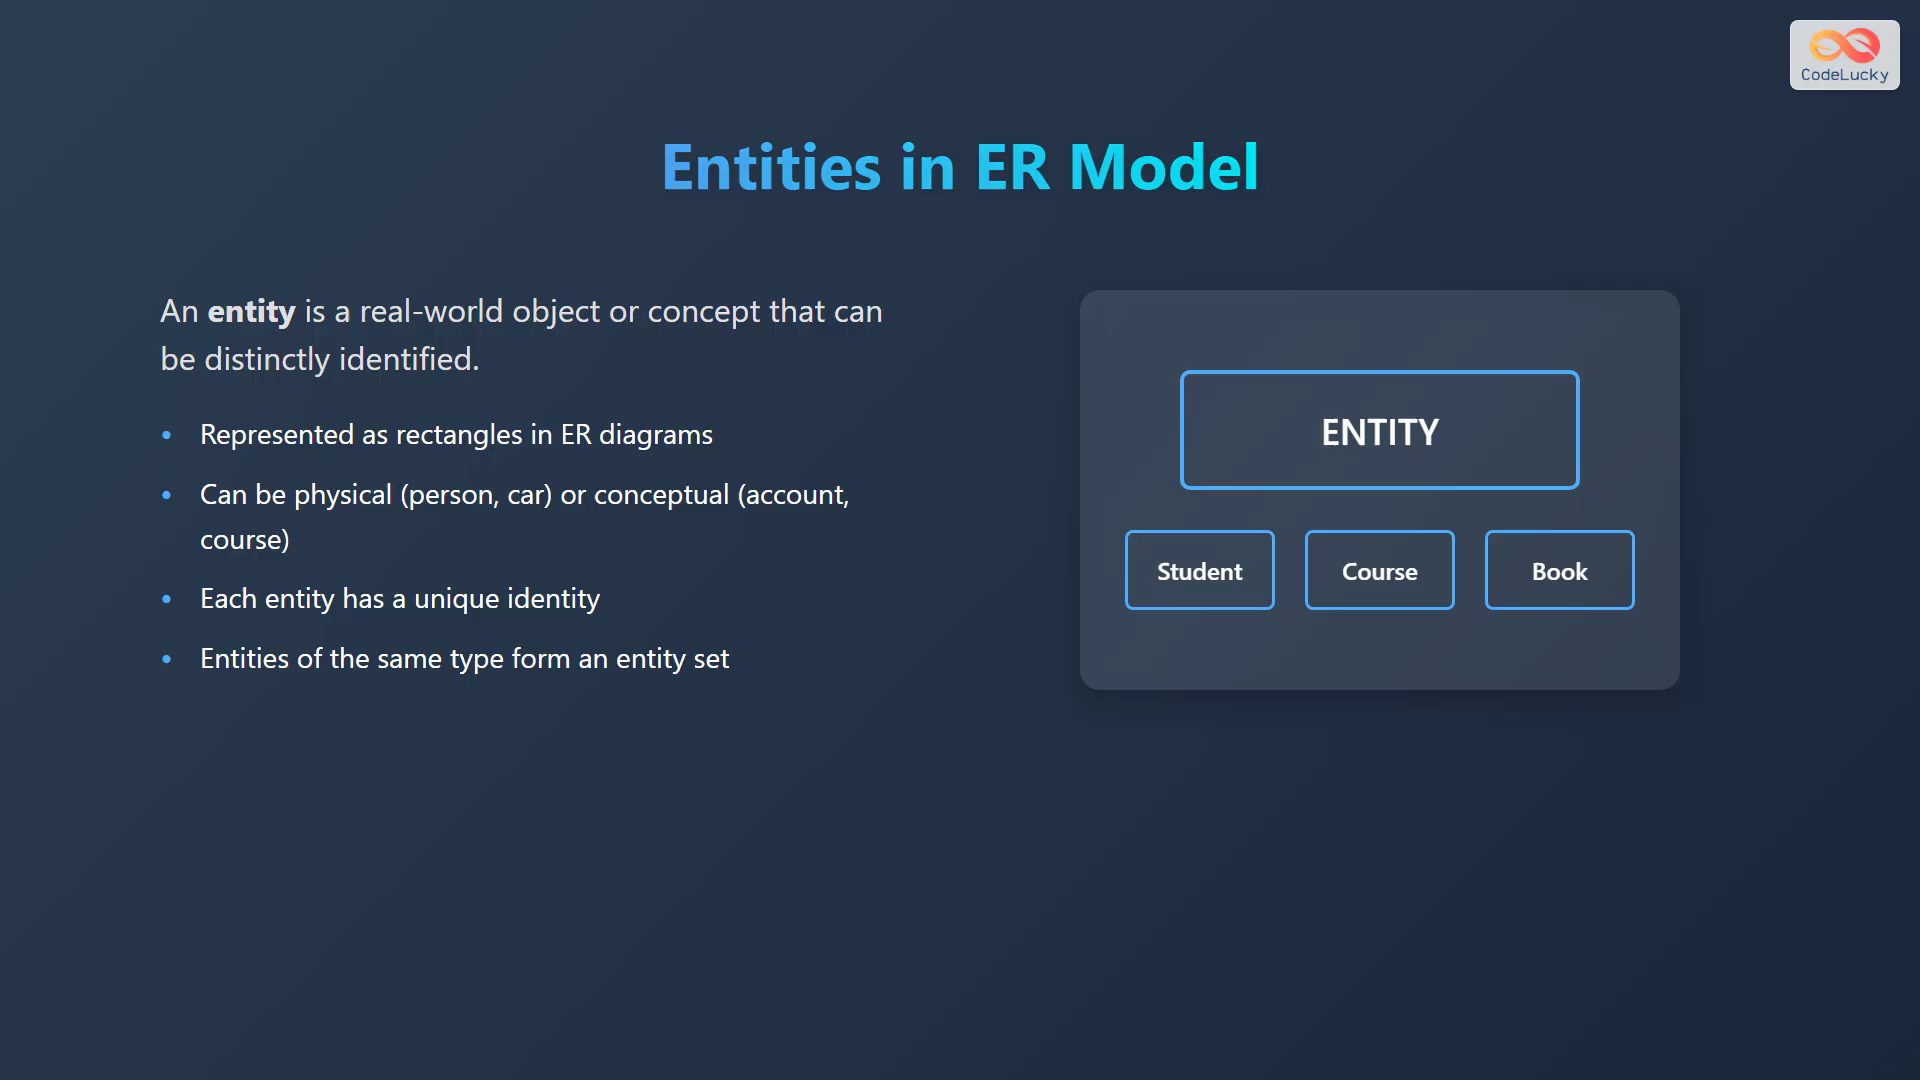 CodeLucky
Entities in ER Model
An entity is a real-world object or concept that can
be distinctly identified.
• Represented as rectangles in ER diagrams
• Can be physical (person, car) or conceptual (account,
course)
• Each entity has a unique identity
• Entities of the same type form an entity set
ENTITY
Student
Course
Book